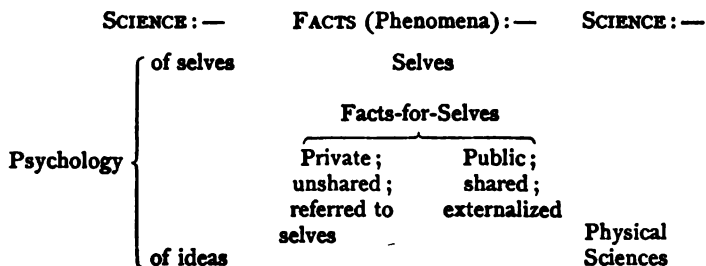 SCIENCE:— FACTS (Phenomena):— SCIENCE:—
of selves Selves
Facts-for-Selves
Psychology Private; Public;
unshared; shared;
referred to externalized
selves Physical
of ideas Sciences